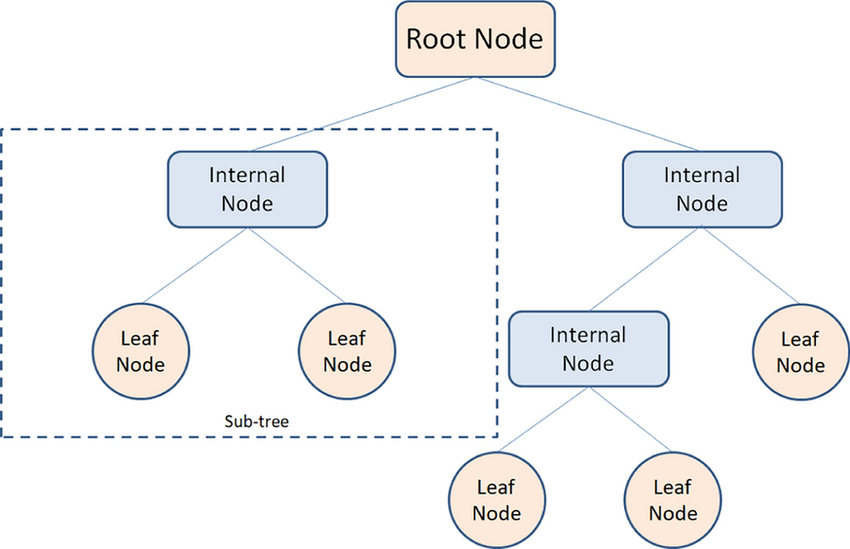 Root Node
Internal
Node
Internal
Node
Leaf
Node
Leaf
Node
Internal
Node
Leaf
Node
Sub-tree
Leaf
Node
Leaf
Node